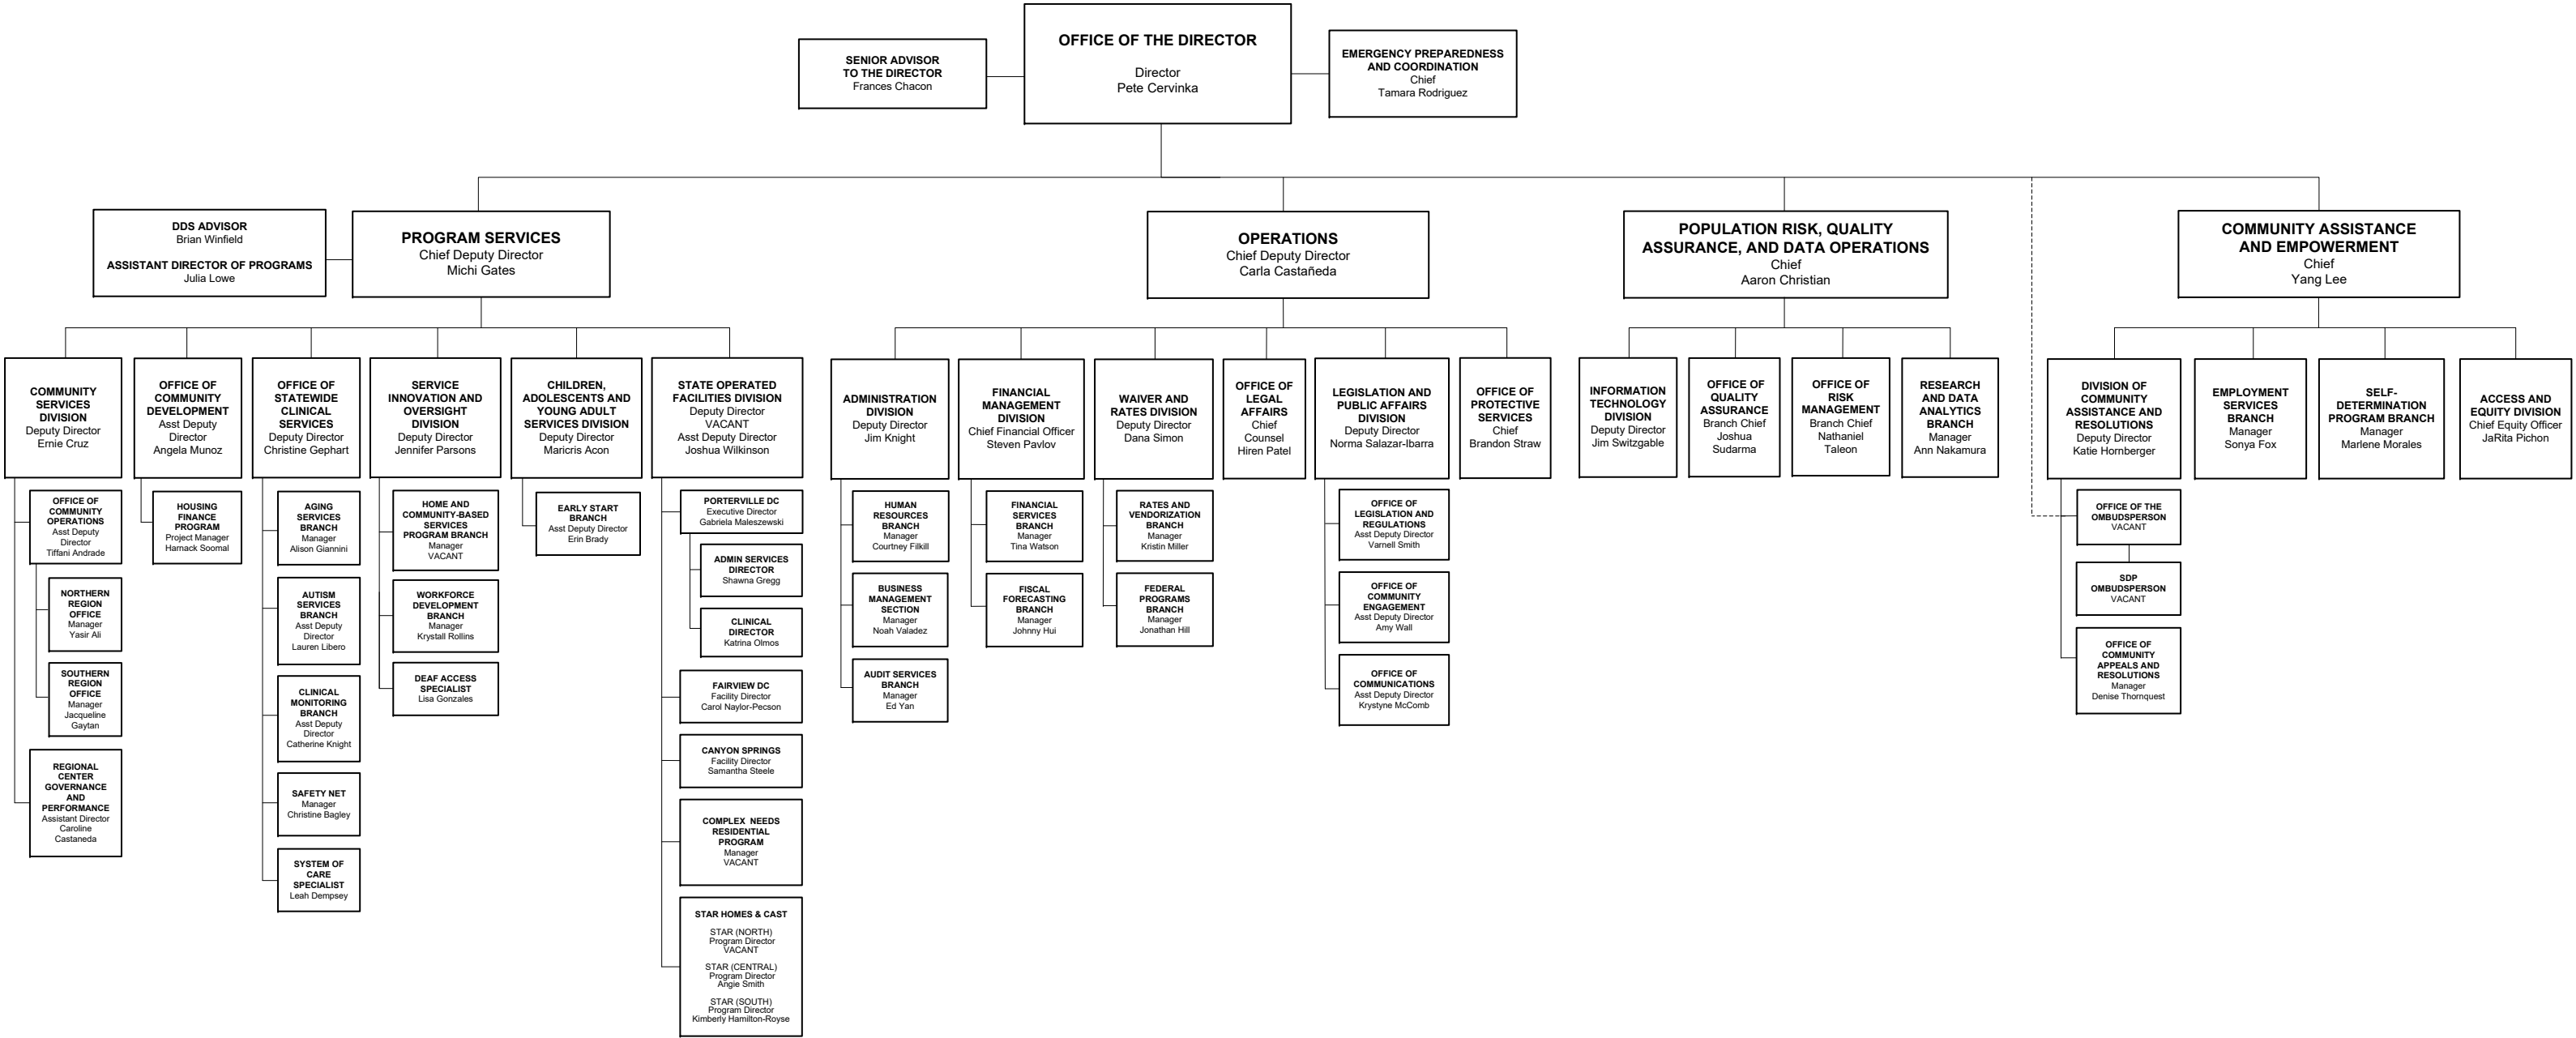 OFFICE OF THE DIRECTOR
Director
Pete Cervinka
SENIOR ADVISOR
TO THE DIRECTOR
Frances Chacon
EMERGENCY PREPAREDNESS
AND COORDINATION
Chief
Tamara Rodriguez
DDS ADVISOR
Brian Winfield
ASSISTANT DIRECTOR OF PROGRAMS
Julia Lowe
PROGRAM SERVICES
Chief Deputy Director
Michi Gates
OPERATIONS
Chief Deputy Director
Carla Castañeda
POPULATION RISK, QUALITY
ASSURANCE, AND DATA OPERATIONS
Chief
Aaron Christian
COMMUNITY ASSISTANCE
AND EMPOWERMENT
Chief
Yang Lee
COMMUNITY
SERVICES
DIVISION
Deputy Director
Ernie Cruz
OFFICE OF
COMMUNITY
DEVELOPMENT
Asst Deputy
Director
Angela Munoz
OFFICE OF
STATEWIDE
CLINICAL
SERVICES
Deputy Director
Christine Gephart
SERVICE
INNOVATION AND
OVERSIGHT
DIVISION
Deputy Director
Jennifer Parsons
CHILDREN,
ADOLESCENTS AND
YOUNG ADULT
SERVICES DIVISION
Deputy Director
Maricris Acon
STATE OPERATED
FACILITIES DIVISION
Deputy Director
VACANT
Asst Deputy Director
Joshua Wilkinson
ADMINISTRATION
DIVISION
Deputy Director
Jim Knight
FINANCIAL
MANAGEMENT
DIVISION
Chief Financial Officer
Steven Pavlov
WAIVER AND
RATES DIVISION
Deputy Director
Dana Simon
OFFICE OF
LEGAL
AFFAIRS
Chief
Counsel
Hiren Patel
LEGISLATION AND
PUBLIC AFFAIRS
DIVISION
Deputy Director
Norma Salazar-Ibarra
OFFICE OF
PROTECTIVE
SERVICES
Chief
Brandon Straw
INFORMATION
TECHNOLOGY
DIVISION
Deputy Director
Jim Switzgable
OFFICE OF
QUALITY
ASSURANCE
Branch Chief
Joshua
Sudarma
OFFICE OF
RISK
MANAGEMENT
Branch Chief
Nathaniel
Taleon
RESEARCH
AND DATA
ANALYTICS
BRANCH
Manager
Ann Nakamura
DIVISION OF
COMMUNITY
ASSISTANCE AND
RESOLUTIONS
Deputy Director
Katie Hornberger
EMPLOYMENT
SERVICES
BRANCH
Manager
Sonya Fox
SELF-
DETERMINATION
PROGRAM BRANCH
Manager
Marlene Morales
ACCESS AND
EQUITY DIVISION
Chief Equity Officer
JaRita Pichon
OFFICE OF
COMMUNITY
OPERATIONS
Asst Deputy
Director
Tiffani Andrade
NORTHERN
REGION
OFFICE
Manager
Yasir Ali
SOUTHERN
REGION
OFFICE
Manager
Jacqueline
Gaytan
REGIONAL
CENTER
GOVERNANCE
AND
PERFORMANCE
Assistant Director
Caroline
Castaneda
HOUSING
FINANCE
PROGRAM
Project Manager
Harnack Soomal
AGING
SERVICES
BRANCH
Manager
Alison Giannini
AUTISM
SERVICES
BRANCH
Asst Deputy
Director
Lauren Libero
CLINICAL
MONITORING
BRANCH
Asst Deputy
Director
Catherine Knight
SAFETY NET
Manager
Christine Bagley
SYSTEM OF
CARE
SPECIALIST
Leah Dempsey
HOME AND
COMMUNITY-BASED
SERVICES
PROGRAM BRANCH
Manager
VACANT
WORKFORCE
DEVELOPMENT
BRANCH
Manager
Krystall Rollins
DEAF ACCESS
SPECIALIST
Lisa Gonzales
EARLY START
BRANCH
Asst Deputy Director
Erin Brady
PORTERVILLE DC
Executive Director
Gabriela Maleszewski
ADMIN SERVICES
DIRECTOR
Shawna Gregg
CLINICAL
DIRECTOR
Katrina Olmos
FAIRVIEW DC
Facility Director
Carol Naylor-Pecson
CANYON SPRINGS
Facility Director
Samantha Steele
COMPLEX NEEDS
RESIDENTIAL
PROGRAM
Manager
VACANT
STAR HOMES & CAST
STAR (NORTH)
Program Director
VACANT
STAR (CENTRAL)
Program Director
Angie Smith
STAR (SOUTH)
Program Director
Kimberly Hamilton-Royse
HUMAN
RESOURCES
BRANCH
Manager
Courtney Filkill
BUSINESS
MANAGEMENT
SECTION
Manager
Noah Valadez
AUDIT SERVICES
BRANCH
Manager
Ed Yan
FINANCIAL
SERVICES
BRANCH
Manager
Tina Watson
FISCAL
FORECASTING
BRANCH
Manager
Johnny Hui
RATES AND
VENDORIZATION
BRANCH
Manager
Kristin Miller
FEDERAL
PROGRAMS
BRANCH
Manager
Jonathan Hill
OFFICE OF
LEGISLATION AND
REGULATIONS
Asst Deputy Director
Varnell Smith
OFFICE OF
COMMUNITY
ENGAGEMENT
Asst Deputy Director
Amy Wall
OFFICE OF
COMMUNICATIONS
Asst Deputy Director
Krystyne McComb
OFFICE OF THE
OMBUDSPERSON
VACANT
SDP
OMBUDSPERSON
VACANT
OFFICE OF
COMMUNITY
APPEALS AND
RESOLUTIONS
Manager
Denise Thornquest